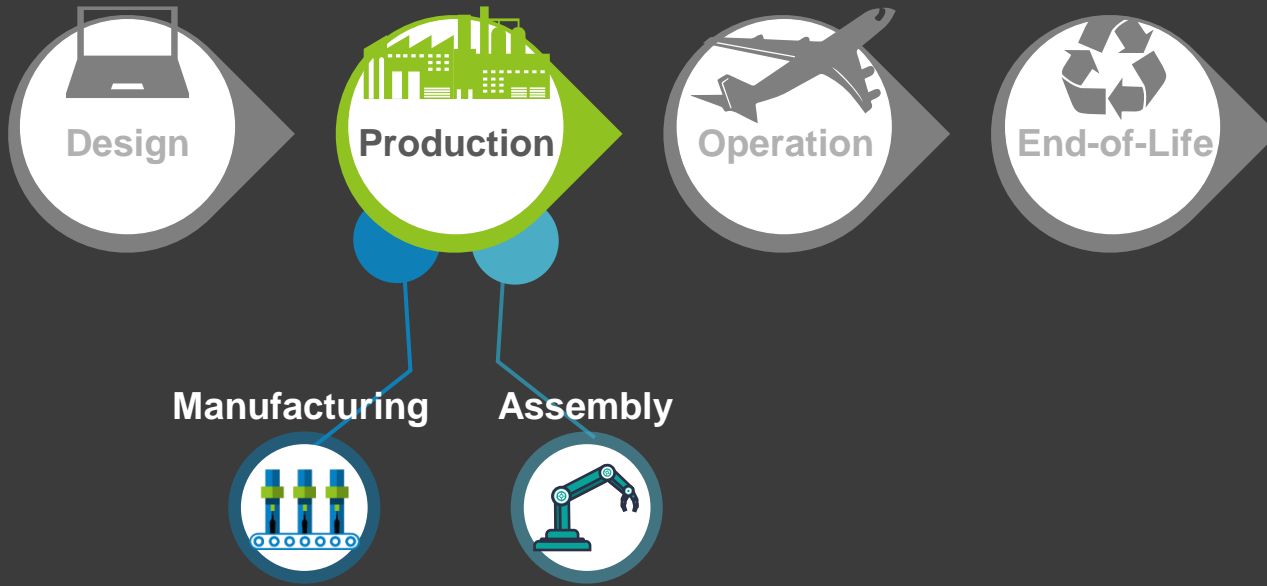 Design
Production
Operation
End-of-Life
Manufacturing
Assembly